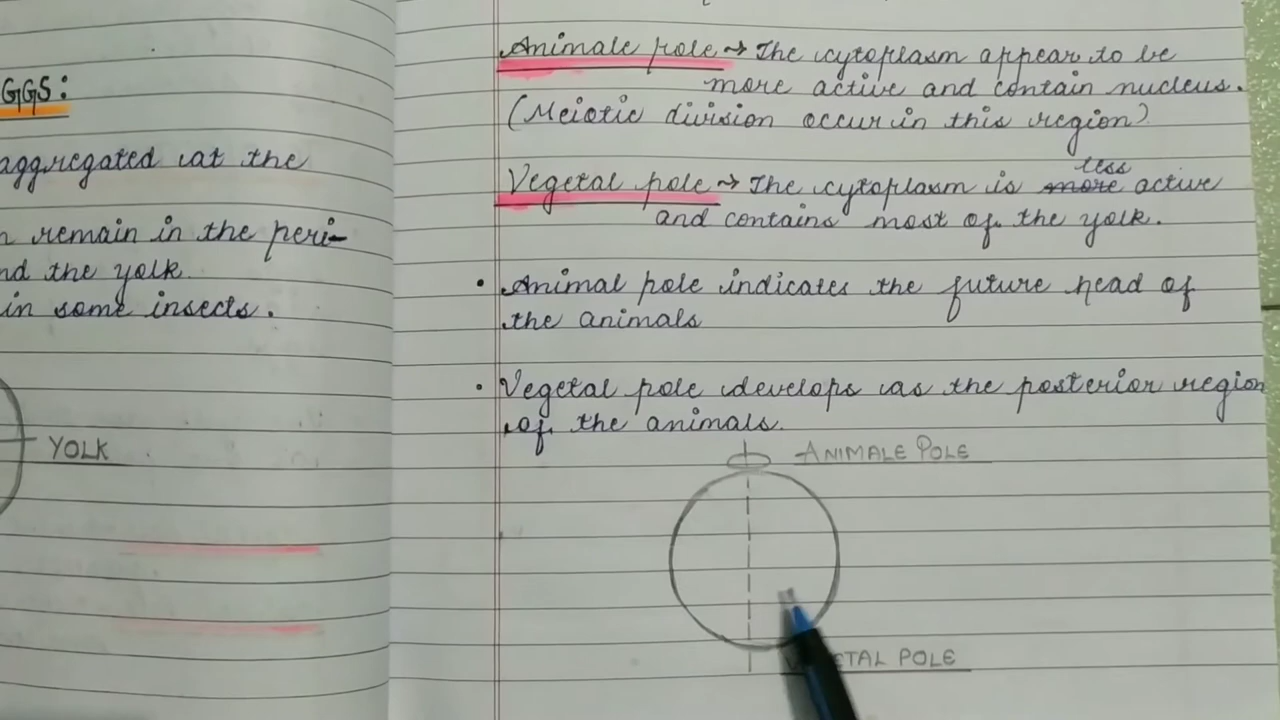 GGS:
aggregated at the
remain in the peri-
the yolk
in some insects.
YOLK
Animale pole → The cytoplasm appear to be
more active and contain nucleus.
(Meiotic division occur in this region)
less
Vegetal pole → The cytoplasm is more active
and contains most of the yolk.
• Animal pole indicates the future head of
the animals
• Vegetal pole develops as the posterior region
of the animals.
ANIMALE POLE
ETAL POLE